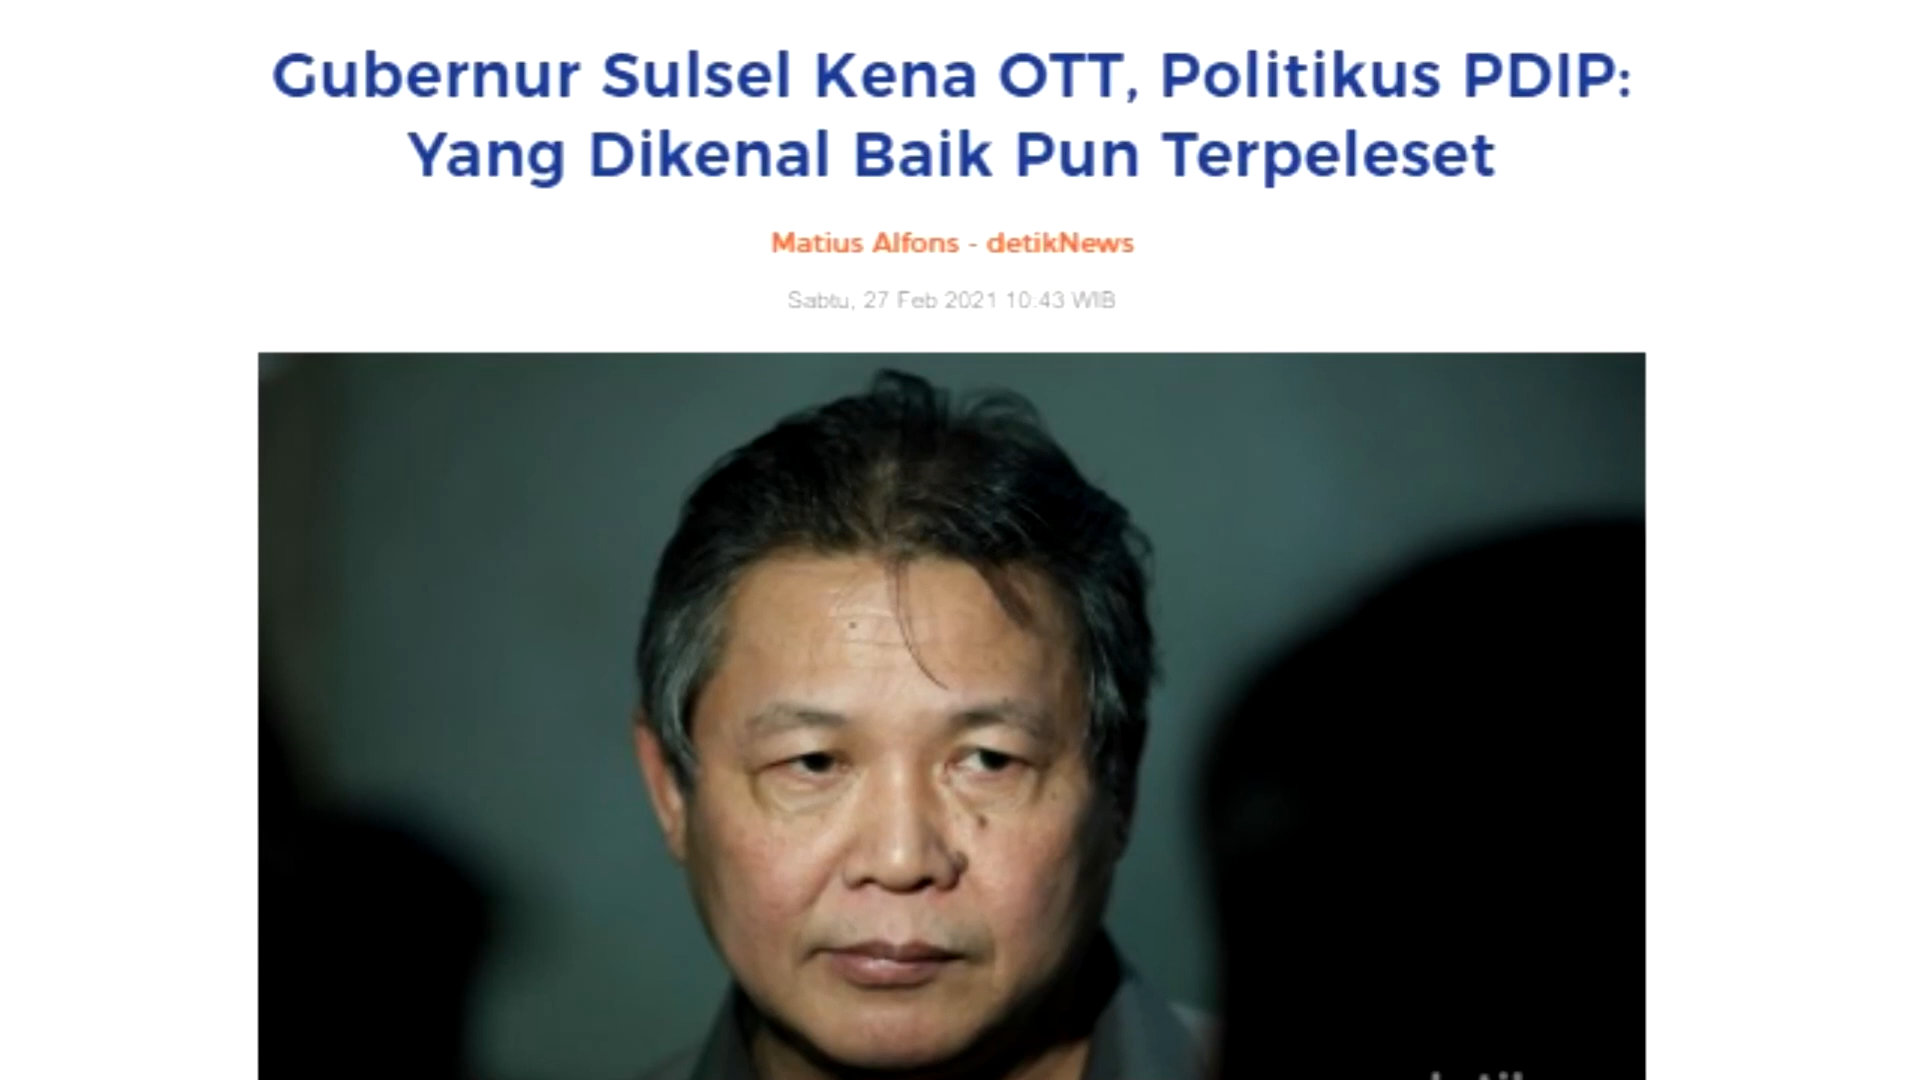 Gubernur Sulsel Kena OTT, Politikus PDIP:
Yang Dikenal Baik Pun Terpeleset
Matius Alfons - detikNews
Sabtu, 27 Feb 2021 10:43 WIB